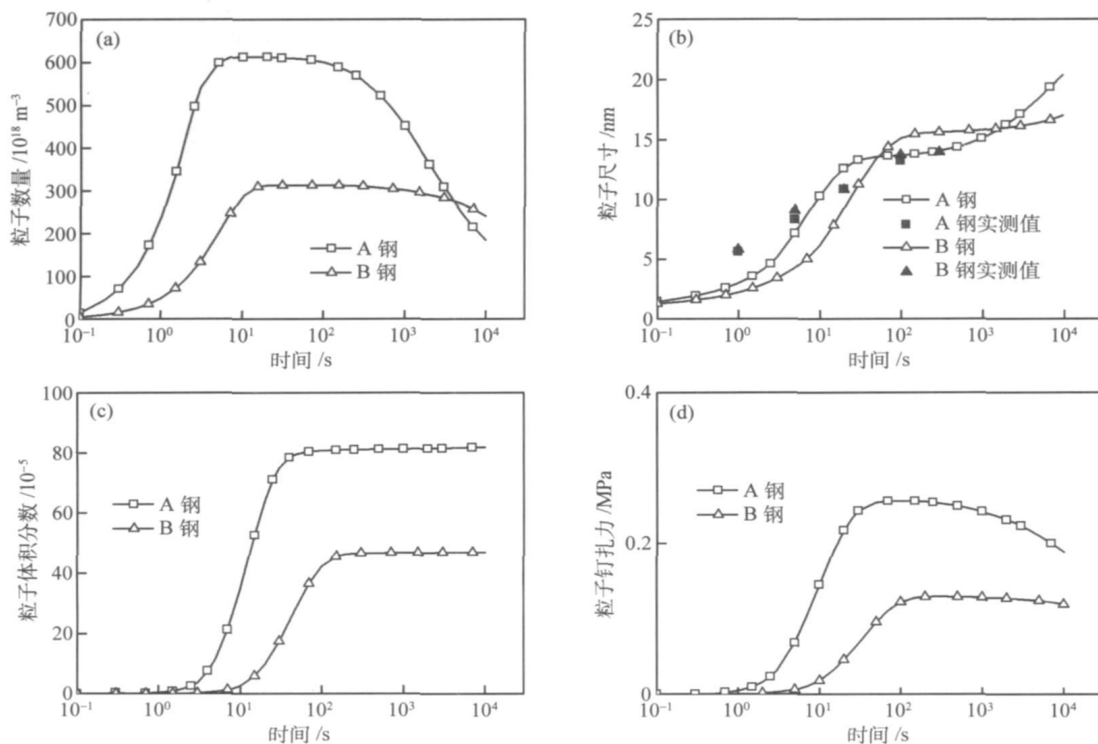 (a)
700
600
500
400
300
200
100
0
粒子数量 /10¹⁸ m⁻³
A 钢
B 钢
10⁻¹ 10⁰ 10¹ 10² 10³ 10⁴
时间 /s
(b)
25
20
15
10
5
0
粒子尺寸 /nm
A 钢
A 钢实测值
B 钢
B 钢实测值
10⁻¹ 10⁰ 10¹ 10² 10³ 10⁴
时间 /s
(c)
100
80
60
40
20
0
粒子体积分数 /10⁻⁵
A 钢
B 钢
10⁻¹ 10⁰ 10¹ 10² 10³ 10⁴
时间 /s
(d)
0.4
0.2
0
粒子钉扎力 /MPa
A 钢
B 钢
10⁻¹ 10⁰ 10¹ 10² 10³ 10⁴
时间 /s